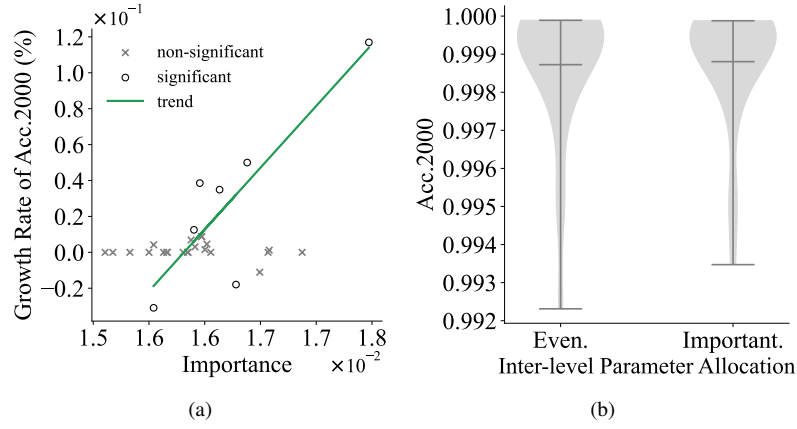 ×10⁻¹
1.2
1.0
0.8
0.6
0.4
0.2
0.0
−0.2
Growth Rate of Acc.2000 (%)
non-significant
significant
trend
1.5 1.6 1.6 1.7 1.7 1.8
Importance
×10⁻²
(a)
1.000
0.999
0.998
0.997
0.996
0.995
0.994
0.993
0.992
Acc.2000
Even. Important.
Inter-level Parameter Allocation
(b)